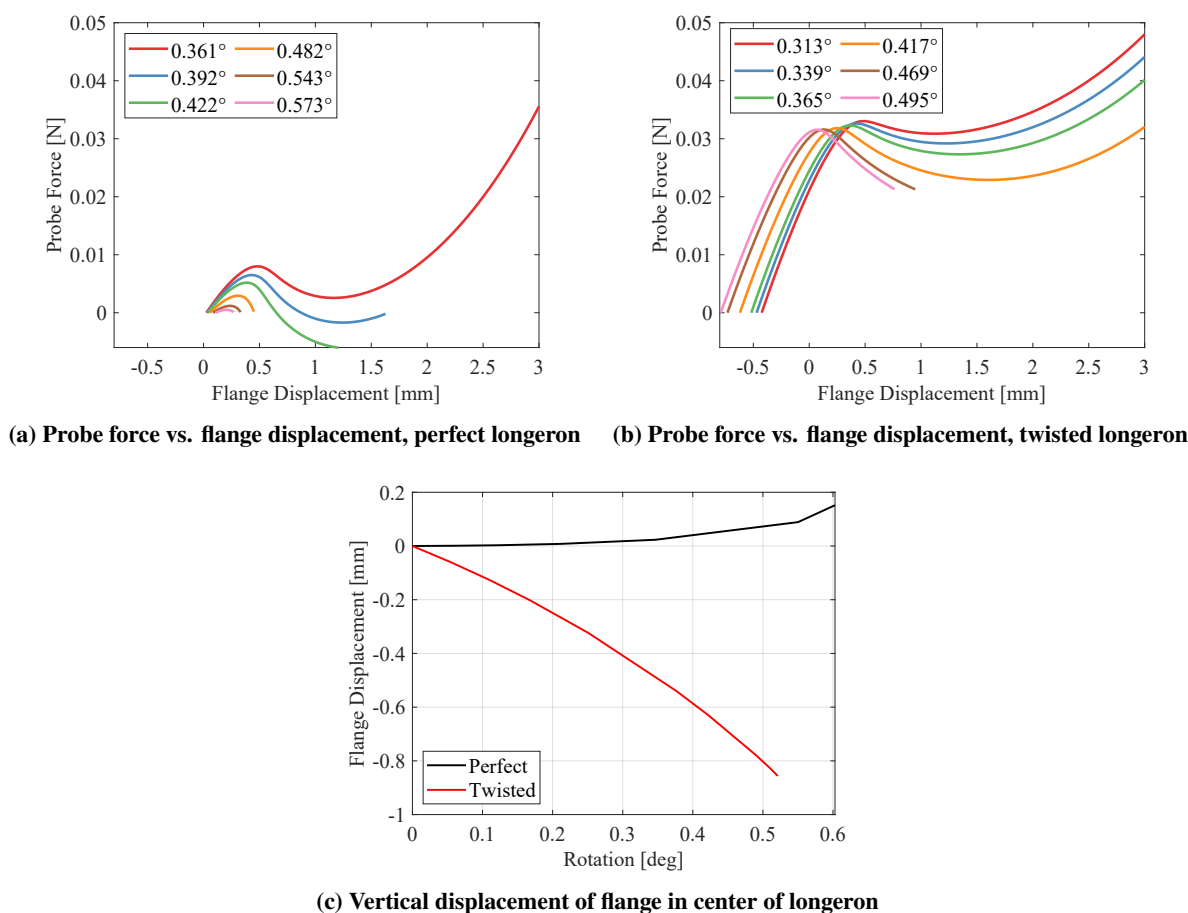 0.05
0.04
0.03
0.02
0.01
0
Probe Force [N]
0.361° 0.482°
0.392° 0.543°
0.422° 0.573°
-0.5 0 0.5 1 1.5 2 2.5 3
Flange Displacement [mm]
(a) Probe force vs. flange displacement, perfect longeron
0.05
0.04
0.03
0.02
0.01
0
Probe Force [N]
0.313° 0.417°
0.339° 0.469°
0.365° 0.495°
-0.5 0 0.5 1 1.5 2 2.5 3
Flange Displacement [mm]
(b) Probe force vs. flange displacement, twisted longeron
0.2
0
-0.2
-0.4
-0.6
-0.8
-1
Flange Displacement [mm]
Perfect
Twisted
0 0.1 0.2 0.3 0.4 0.5 0.6
Rotation [deg]
(c) Vertical displacement of flange in center of longeron